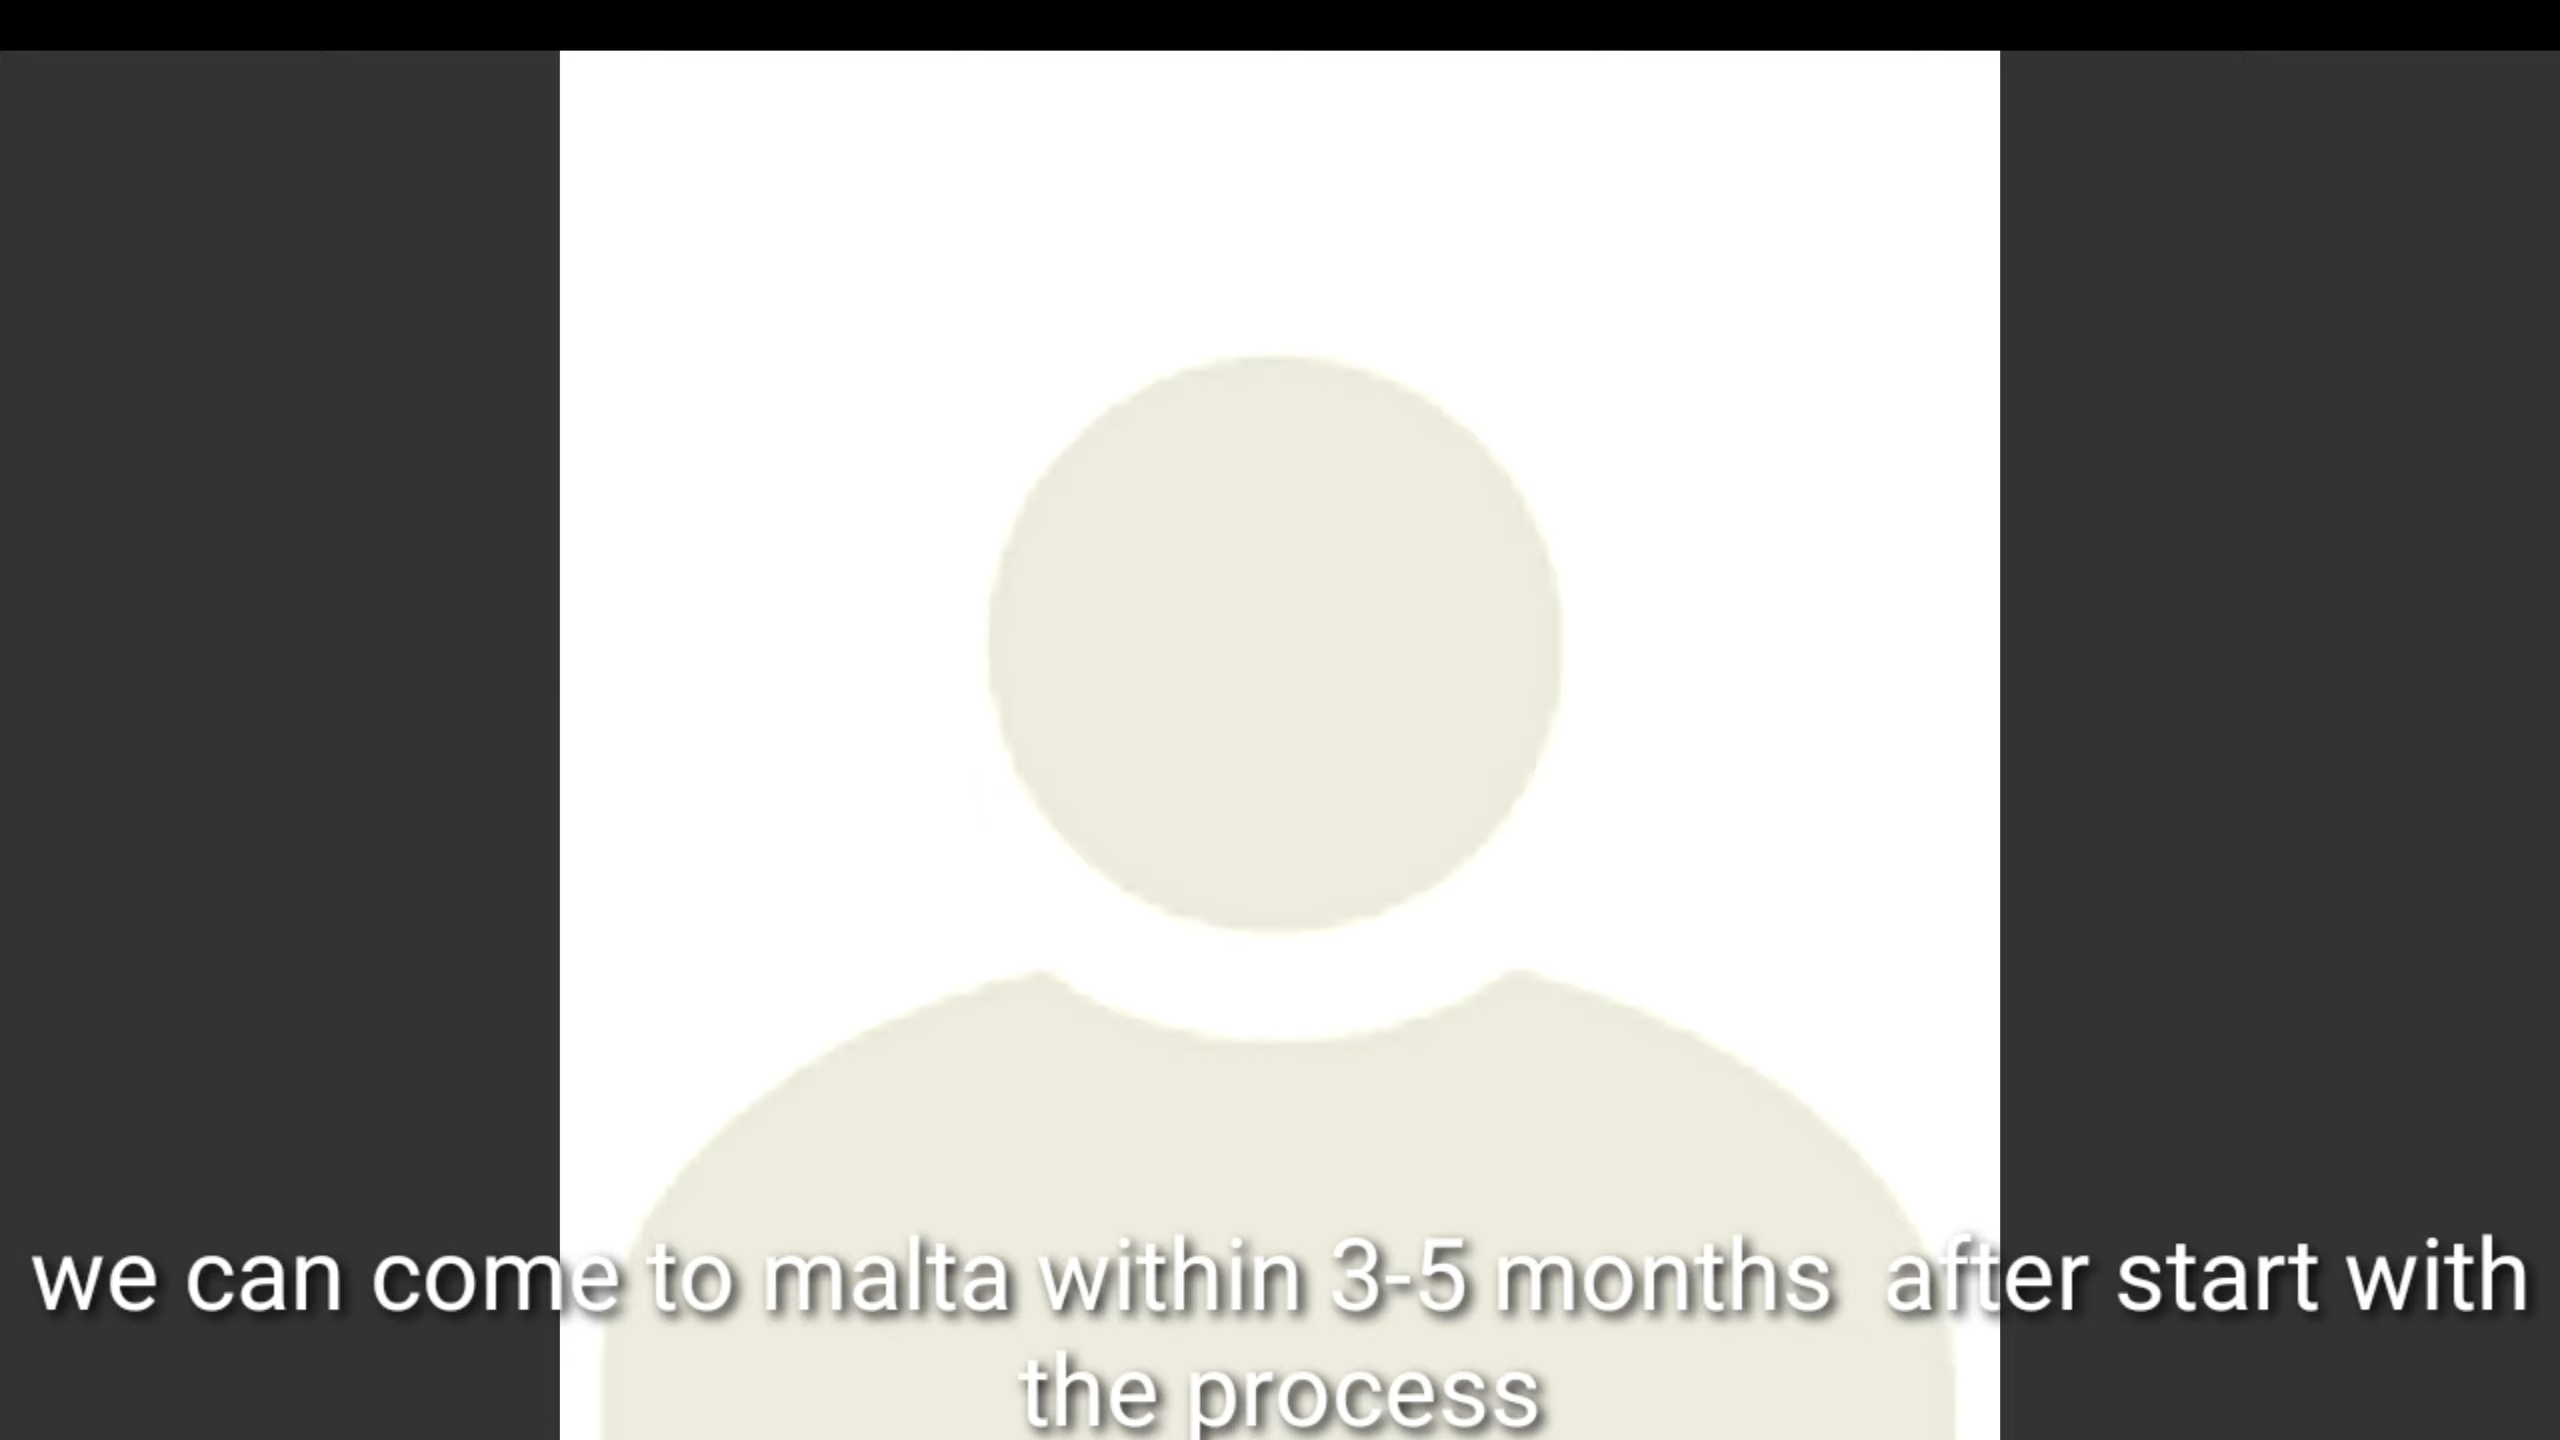 we can come to malta within 3-5 months  after start with
the process